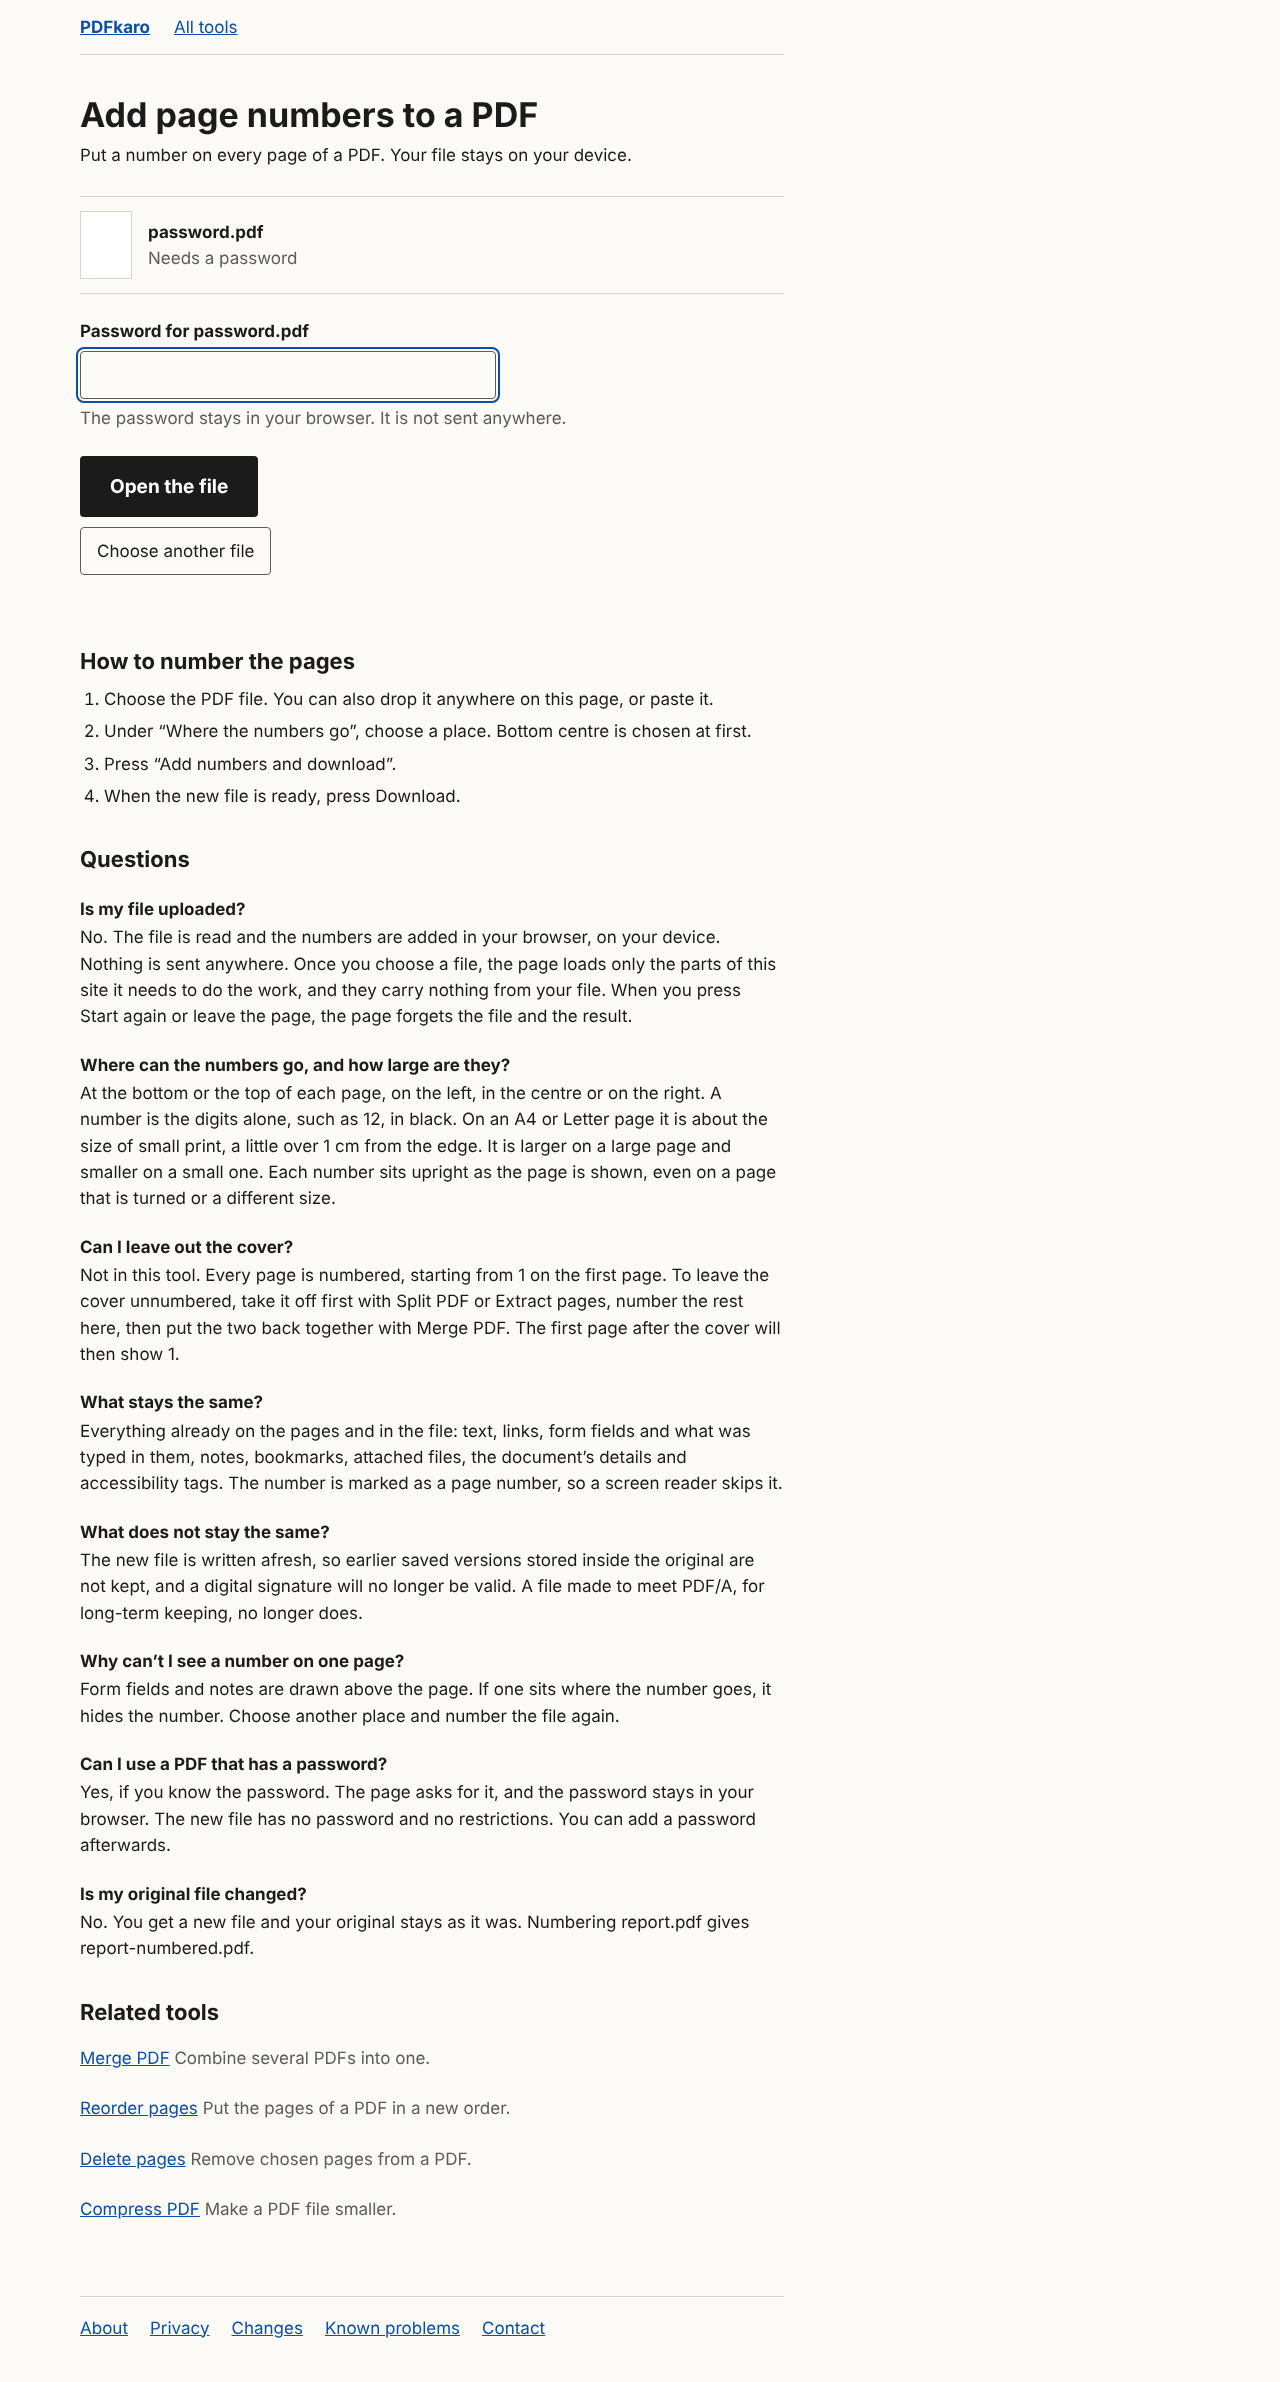 PDFkaro All tools
Add page numbers to a PDF
Put a number on every page of a PDF. Your file stays on your device.
password.pdf
Needs a password
Password for password.pdf
The password stays in your browser. It is not sent anywhere.
Open the file
Choose another file
How to number the pages
1. Choose the PDF file. You can also drop it anywhere on this page, or paste it.
2. Under “Where the numbers go”, choose a place. Bottom centre is chosen at first.
3. Press “Add numbers and download”.
4. When the new file is ready, press Download.
Questions
Is my file uploaded?
No. The file is read and the numbers are added in your browser, on your device.
Nothing is sent anywhere. Once you choose a file, the page loads only the parts of this
site it needs to do the work, and they carry nothing from your file. When you press
Start again or leave the page, the page forgets the file and the result.
Where can the numbers go, and how large are they?
At the bottom or the top of each page, on the left, in the centre or on the right. A
number is the digits alone, such as 12, in black. On an A4 or Letter page it is about the
size of small print, a little over 1 cm from the edge. It is larger on a large page and
smaller on a small one. Each number sits upright as the page is shown, even on a page
that is turned or a different size.
Can I leave out the cover?
Not in this tool. Every page is numbered, starting from 1 on the first page. To leave the
cover unnumbered, take it off first with Split PDF or Extract pages, number the rest
here, then put the two back together with Merge PDF. The first page after the cover will
then show 1.
What stays the same?
Everything already on the pages and in the file: text, links, form fields and what was
typed in them, notes, bookmarks, attached files, the document’s details and
accessibility tags. The number is marked as a page number, so a screen reader skips it.
What does not stay the same?
The new file is written afresh, so earlier saved versions stored inside the original are
not kept, and a digital signature will no longer be valid. A file made to meet PDF/A, for
long-term keeping, no longer does.
Why can’t I see a number on one page?
Form fields and notes are drawn above the page. If one sits where the number goes, it
hides the number. Choose another place and number the file again.
Can I use a PDF that has a password?
Yes, if you know the password. The page asks for it, and the password stays in your
browser. The new file has no password and no restrictions. You can add a password
afterwards.
Is my original file changed?
No. You get a new file and your original stays as it was. Numbering report.pdf gives
report-numbered.pdf.
Related tools
Merge PDF Combine several PDFs into one.
Reorder pages Put the pages of a PDF in a new order.
Delete pages Remove chosen pages from a PDF.
Compress PDF Make a PDF file smaller.
About Privacy Changes Known problems Contact